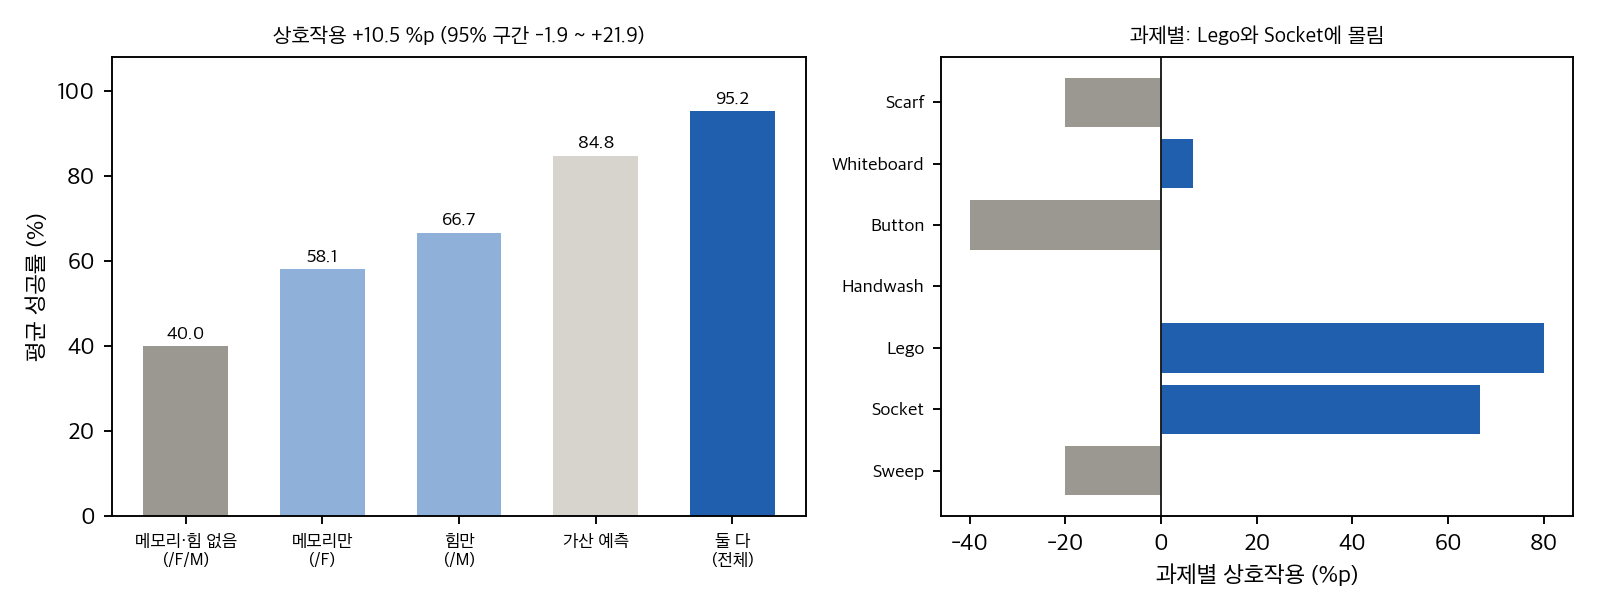 상호작용 +10.5 %p (95% 구간 -1.9 ~ +21.9)
평균 성공률 (%)
100
80
60
40
20
0
40.0
58.1
66.7
84.8
95.2
메모리·힘 없음
(/F/M)
메모리만
(/F)
힘만
(/M)
가산 예측
둘 다
(전체)
과제별: Lego와 Socket에 몰림
Scarf
Whiteboard
Button
Handwash
Lego
Socket
Sweep
-40
-20
0
20
40
60
80
과제별 상호작용 (%p)